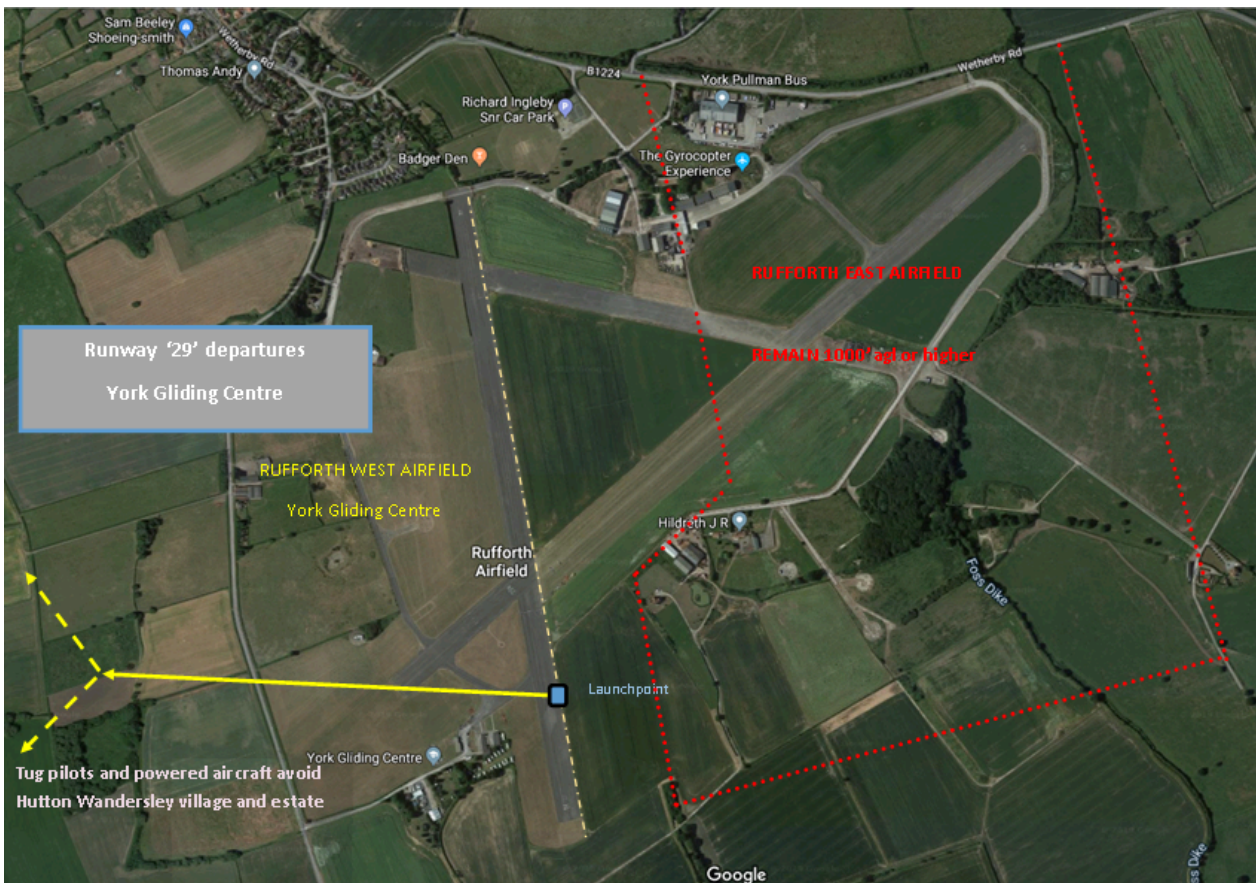 Sam Beeley
Shoeing-smith
Wetherby Rd
Thomas Andy
B1224
Wetherby Rd
York Pullman Bus
Richard Ingleby
Snr Car Park
Badger Den
The Gyrocopter
Experience
RUFFORTH EAST AIRFIELD
REMAIN 1000' agl or higher
Runway '29' departures
York Gliding Centre
RUFFORTH WEST AIRFIELD
York Gliding Centre
Hildreth J R
Rufforth
Airfield
Foss Dike
Launchpoint
York Gliding Centre
Tug pilots and powered aircraft avoid
Hutton Wandersley village and estate
Google
ss Dike